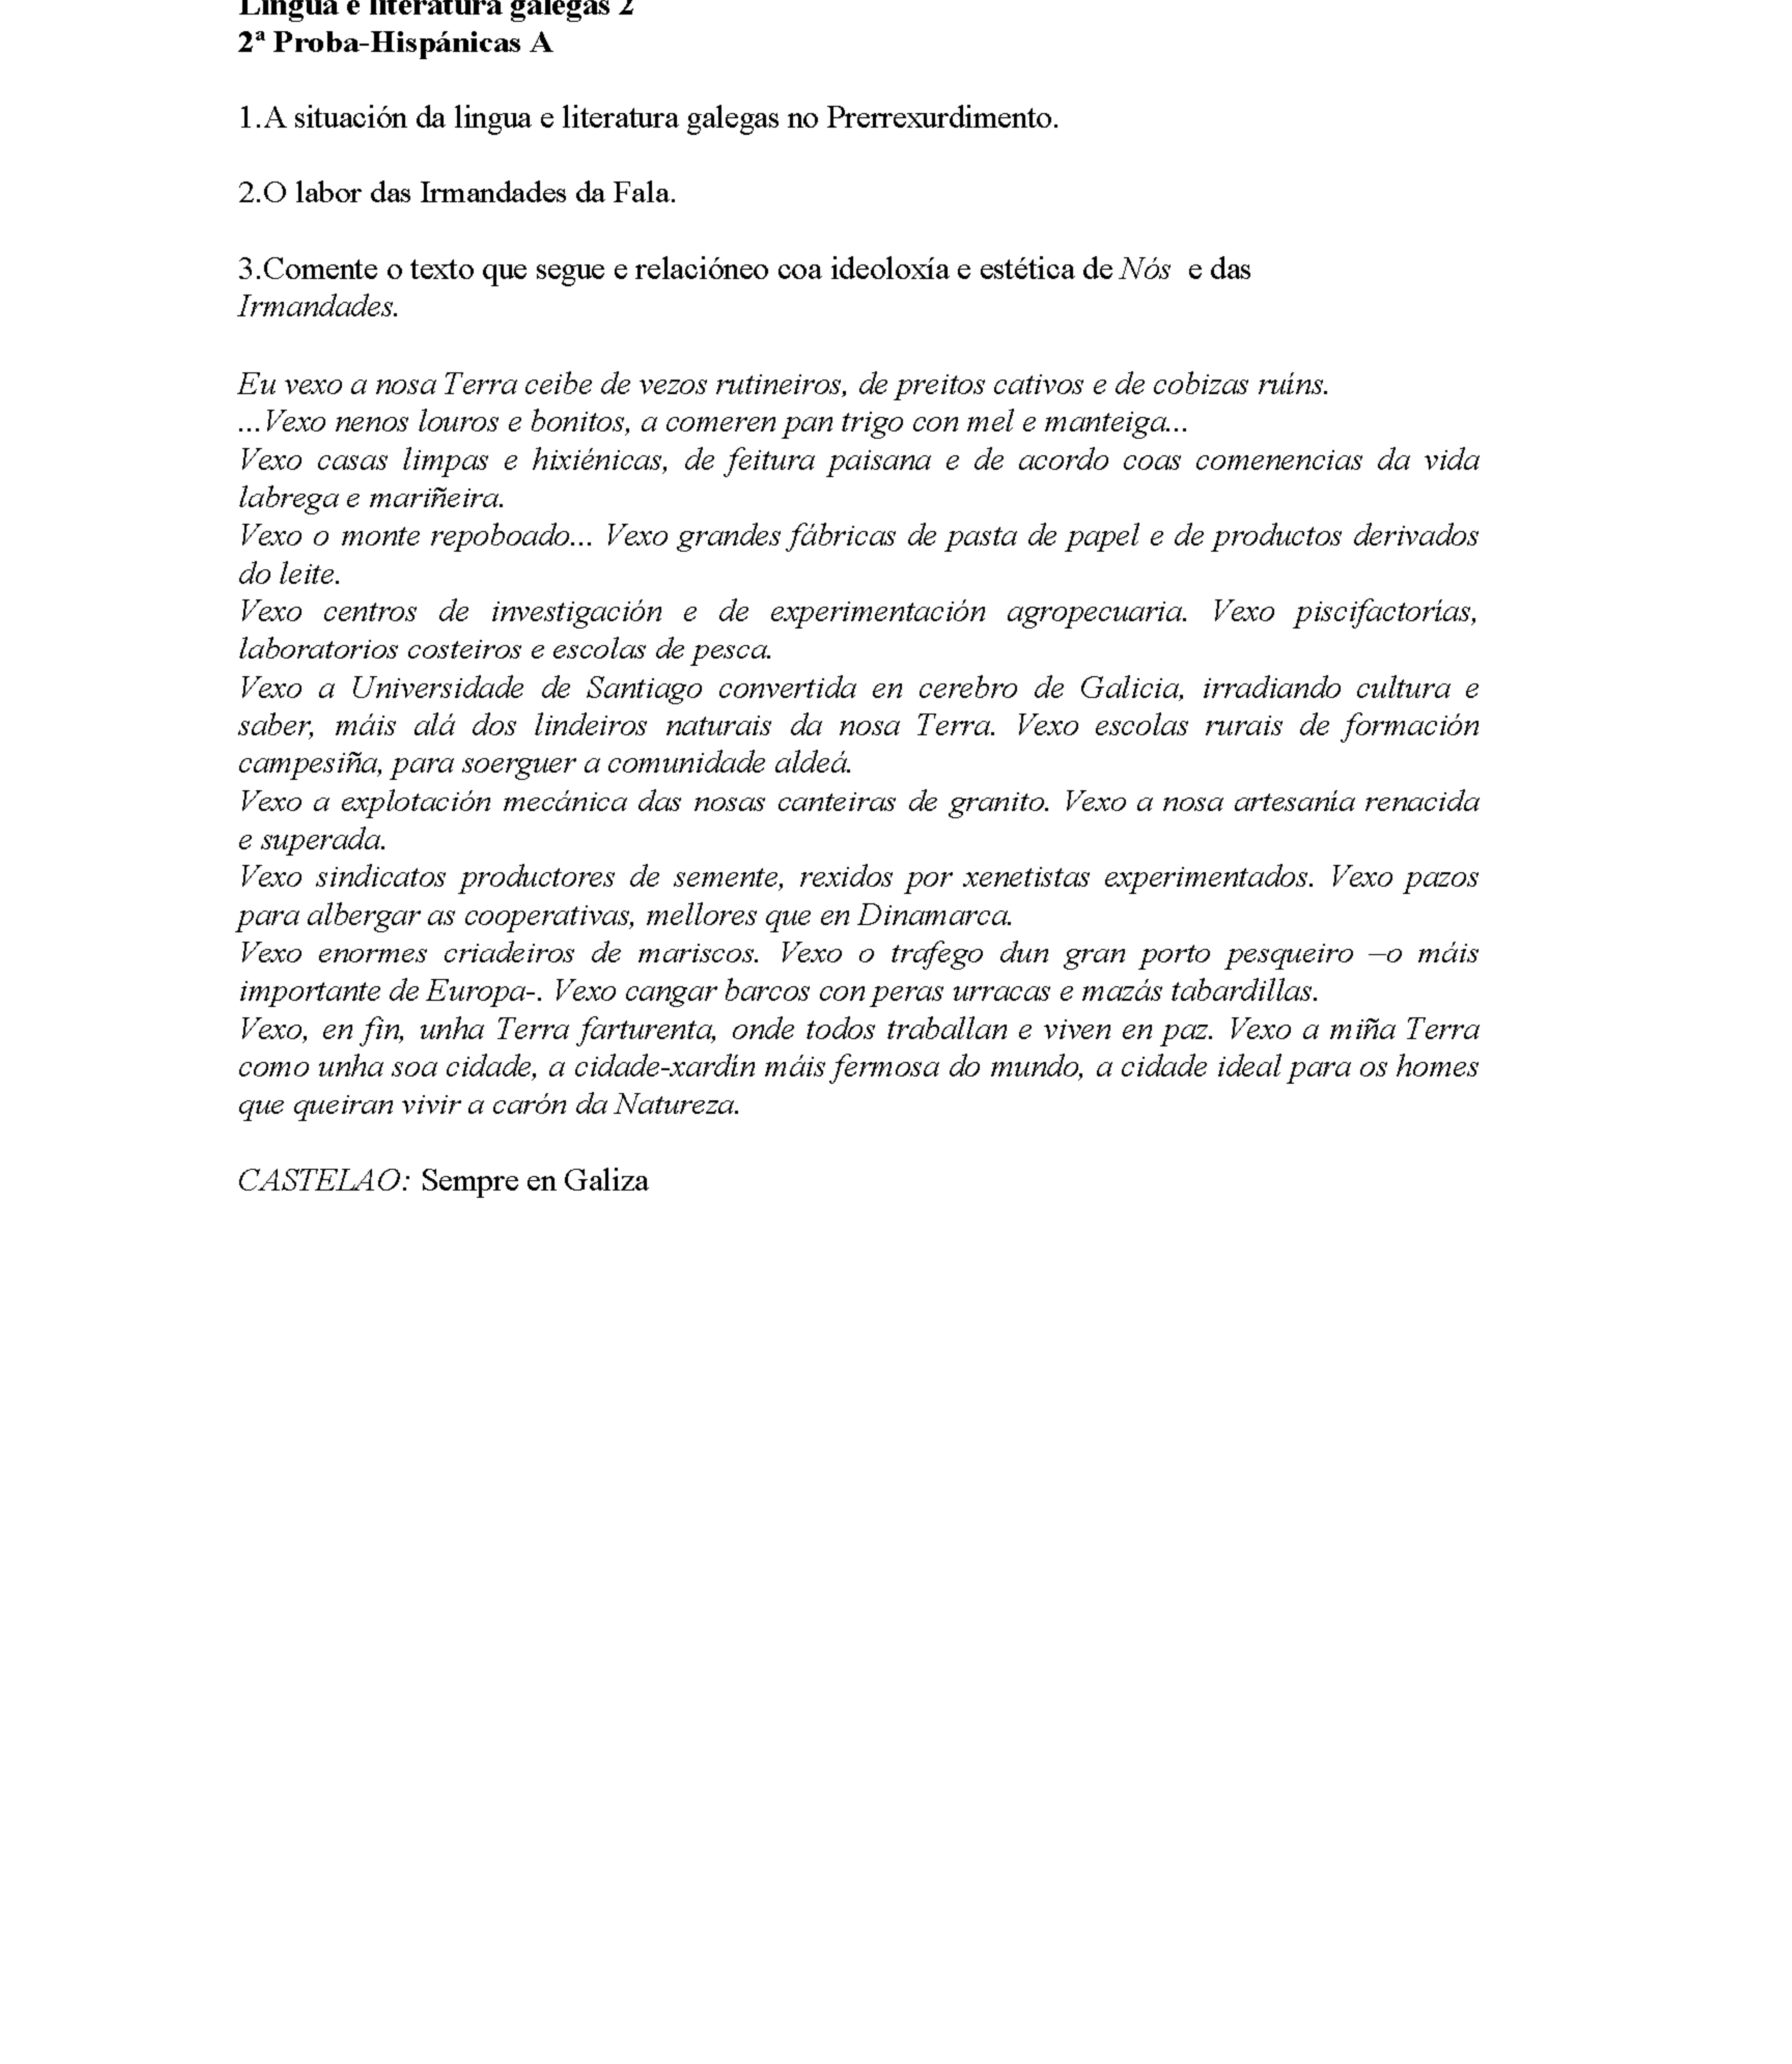 Lingua e literatura galegas 2
2ª Proba-Hispánicas A
1.A situación da lingua e literatura galegas no Prerrexurdimento.
2.O labor das Irmandades da Fala.
3.Comente o texto que segue e relacióneo coa ideoloxía e estética de Nós e das
Irmandades.
Eu vexo a nosa Terra ceibe de vezos rutineiros, de preitos cativos e de cobizas ruíns.
...Vexo nenos louros e bonitos, a comeren pan trigo con mel e manteiga...
Vexo casas limpas e hixiénicas, de feitura paisana e de acordo coas comenencias da vida
labrega e mariñeira.
Vexo o monte repoboado... Vexo grandes fábricas de pasta de papel e de productos derivados
do leite.
Vexo centros de investigación e de experimentación agropecuaria. Vexo piscifactorías,
laboratorios costeiros e escolas de pesca.
Vexo a Universidade de Santiago convertida en cerebro de Galicia, irradiando cultura e
saber, máis alá dos lindeiros naturais da nosa Terra. Vexo escolas rurais de formación
campesiña, para soerguer a comunidade aldeá.
Vexo a explotación mecánica das nosas canteiras de granito. Vexo a nosa artesanía renacida
e superada.
Vexo sindicatos productores de semente, rexidos por xenetistas experimentados. Vexo pazos
para albergar as cooperativas, mellores que en Dinamarca.
Vexo enormes criadeiros de mariscos. Vexo o trafego dun gran porto pesqueiro –o máis
importante de Europa-. Vexo cangar barcos con peras urracas e mazás tabardillas.
Vexo, en fin, unha Terra farturenta, onde todos traballan e viven en paz. Vexo a miña Terra
como unha soa cidade, a cidade-xardín máis fermosa do mundo, a cidade ideal para os homes
que queiran vivir a carón da Natureza.
CASTELAO: Sempre en Galiza